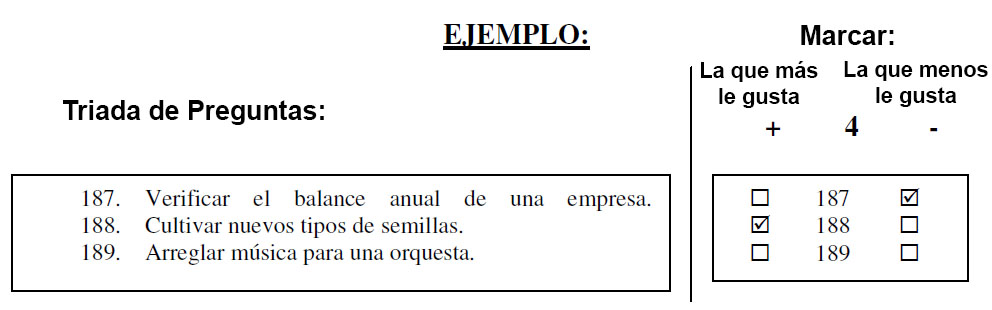 EJEMPLO:
Marcar:
La que más
le gusta
La que menos
le gusta
Triada de Preguntas:
+ 4 -
187. Verificar el balance anual de una empresa.
188. Cultivar nuevos tipos de semillas.
189. Arreglar música para una orquesta.
☐ 187 ☑
☑ 188 ☐
☐ 189 ☐